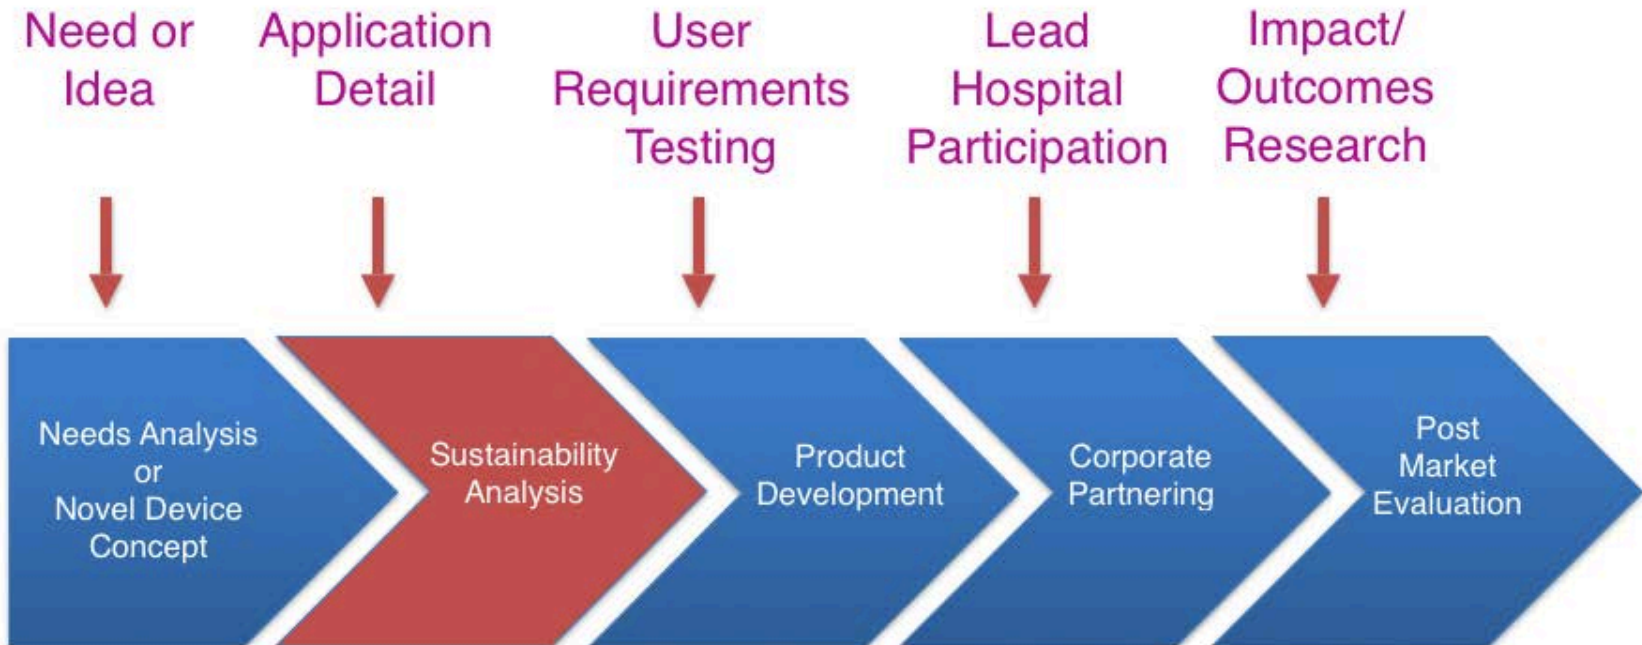 Need or
Idea
Application
Detail
User
Requirements
Testing
Lead
Hospital
Participation
Impact/
Outcomes
Research
Needs Analysis
or
Novel Device
Concept
Sustainability
Analysis
Product
Development
Corporate
Partnering
Post
Market
Evaluation